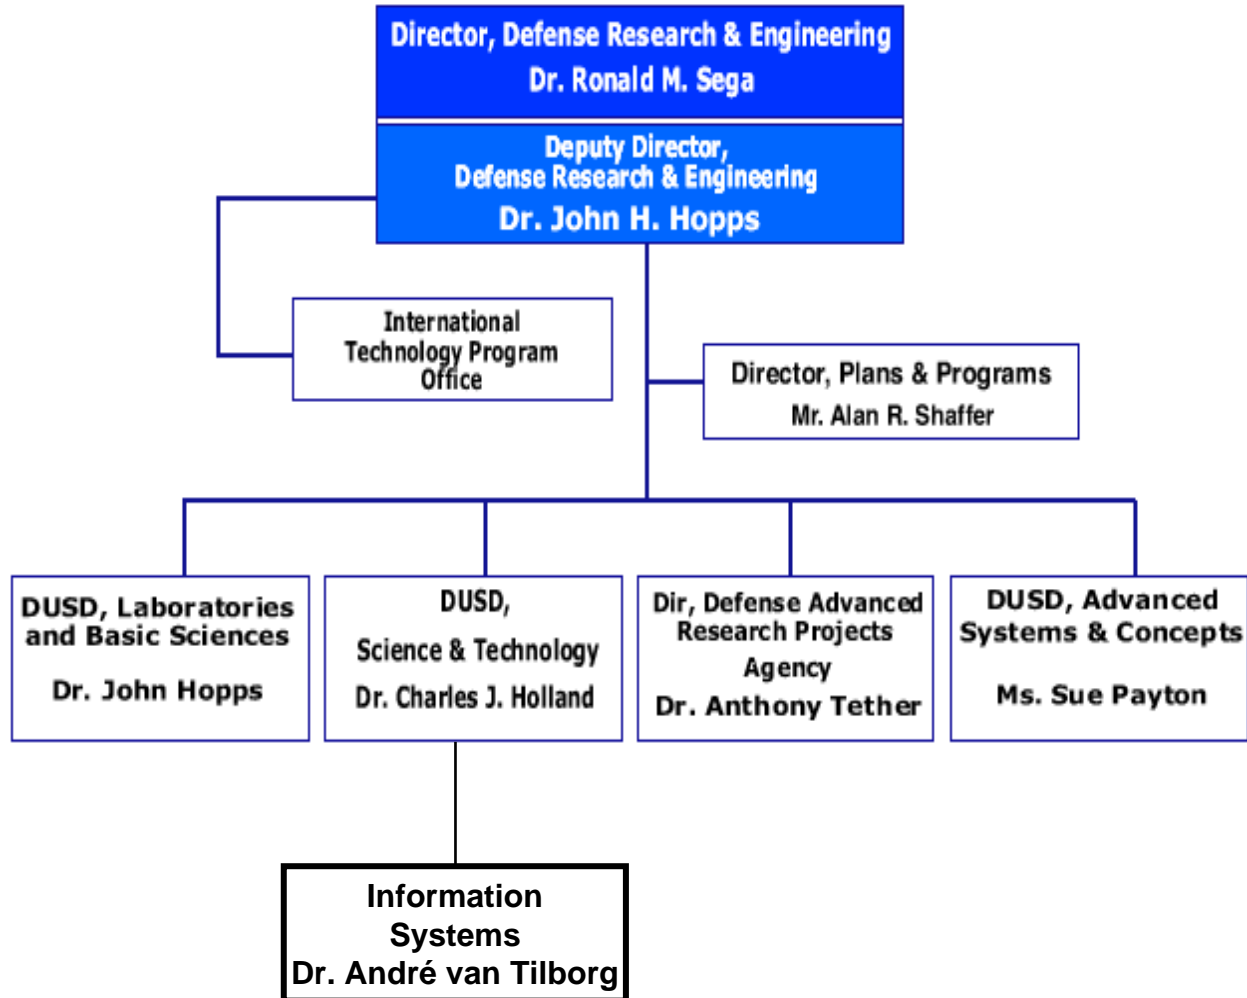 Director, Defense Research & Engineering
Dr. Ronald M. Sega
Deputy Director,
Defense Research & Engineering
Dr. John H. Hopps
International
Technology Program
Office
Director, Plans & Programs
Mr. Alan R. Shaffer
DUSD, Laboratories
and Basic Sciences
Dr. John Hopps
DUSD,
Science & Technology
Dr. Charles J. Holland
Dir, Defense Advanced
Research Projects
Agency
Dr. Anthony Tether
DUSD, Advanced
Systems & Concepts
Ms. Sue Payton
Information
Systems
Dr. André van Tilborg